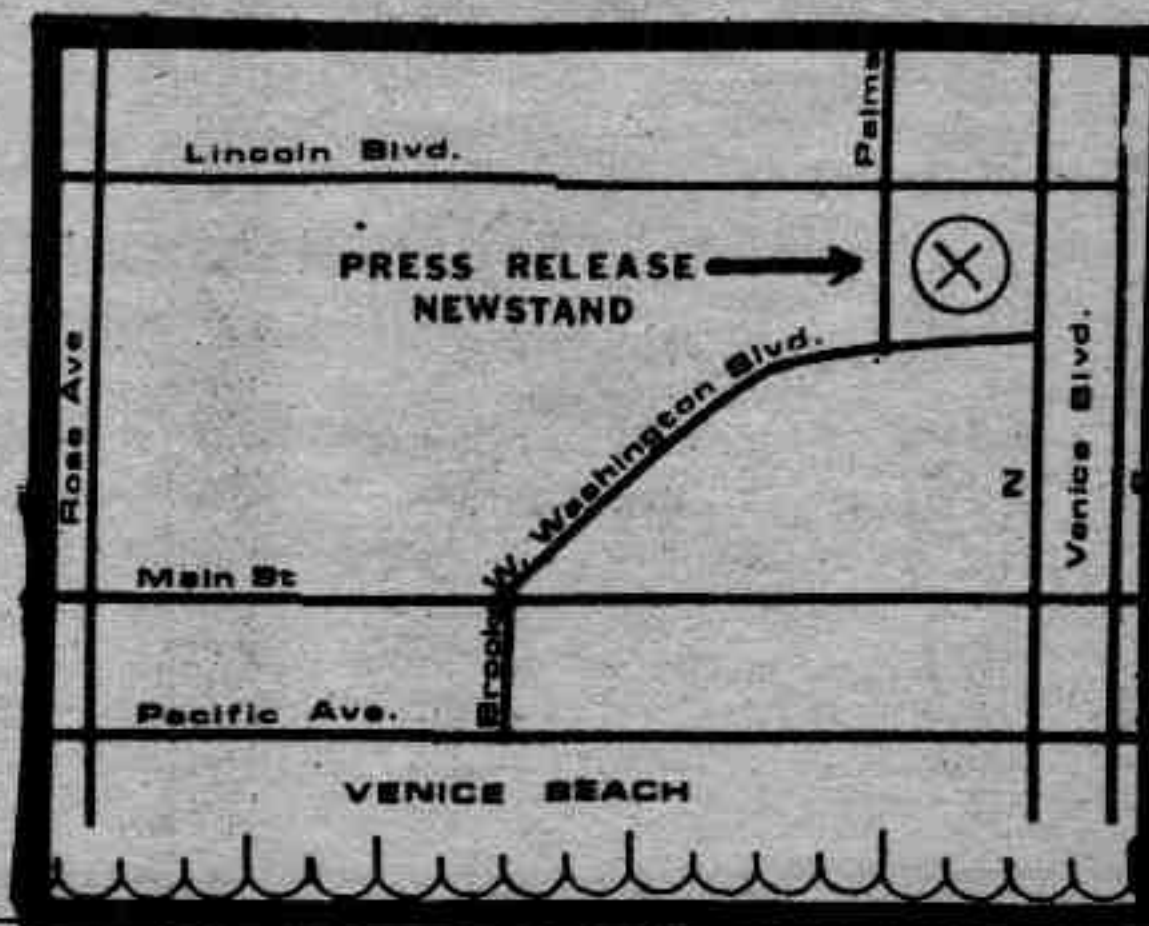 Palms
Lincoln Blvd.
PRESS RELEASE
NEWSTAND
W. Washington Blvd.
Rose Ave
Venice Blvd.
N
Main St
Brooks
Pacific Ave.
VENICE BEACH